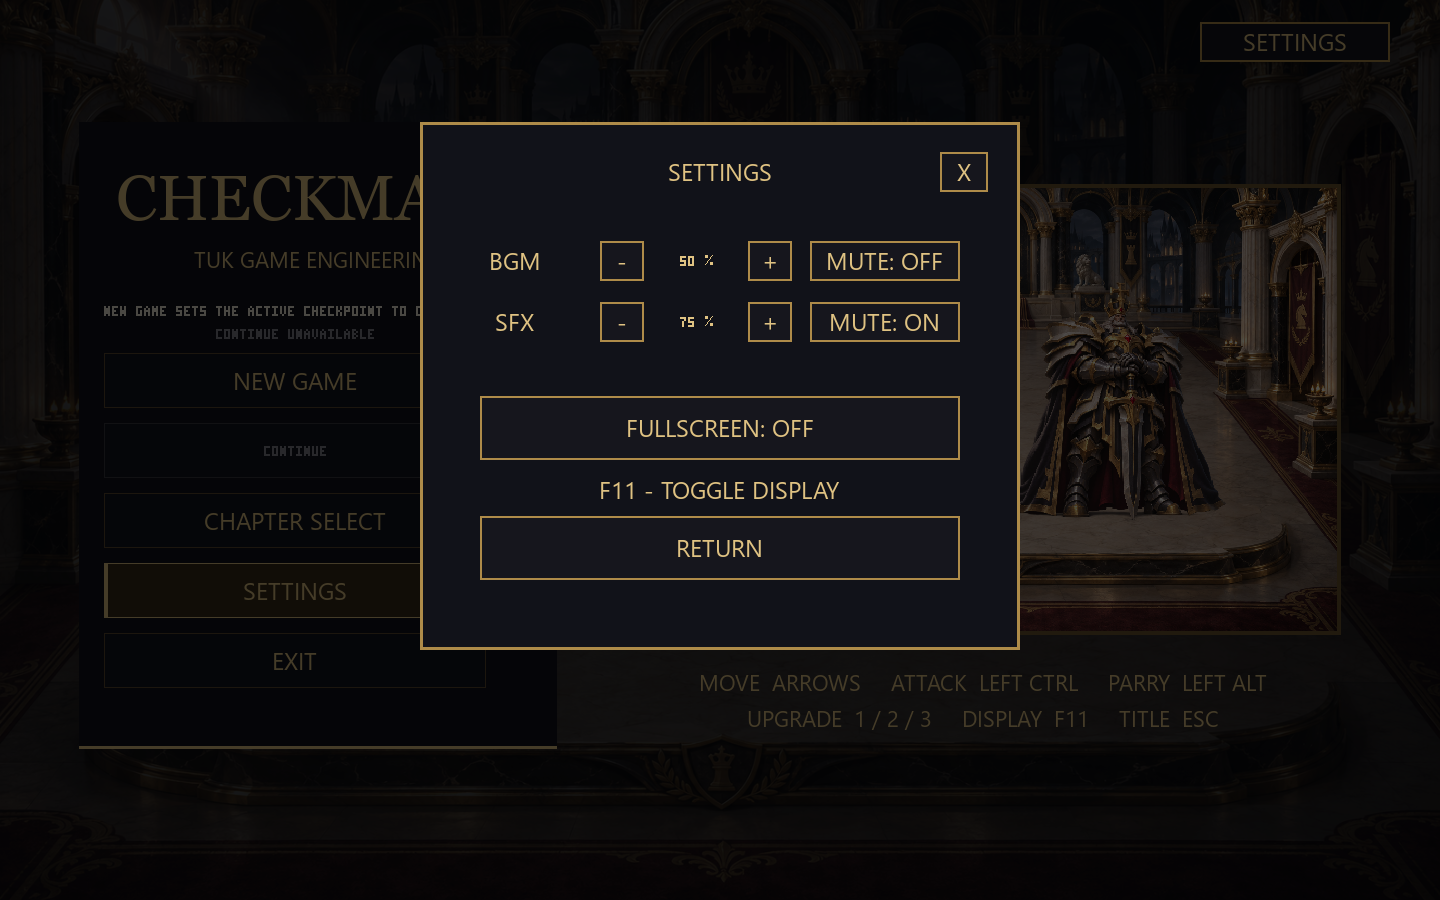 SETTINGS
SETTINGS
X
BGM - 50 % + MUTE: OFF
SFX - 75 % + MUTE: ON
FULLSCREEN: OFF
F11 - TOGGLE DISPLAY
RETURN
CHECKMA
TUK GAME ENGINEERIN
NEW GAME SETS THE ACTIVE CHECKPOINT TO
CONTINUE UNAVAILABLE
NEW GAME
CONTINUE
CHAPTER SELECT
SETTINGS
EXIT
MOVE ARROWS ATTACK LEFT CTRL PARRY LEFT ALT
UPGRADE 1 / 2 / 3 DISPLAY F11 TITLE ESC